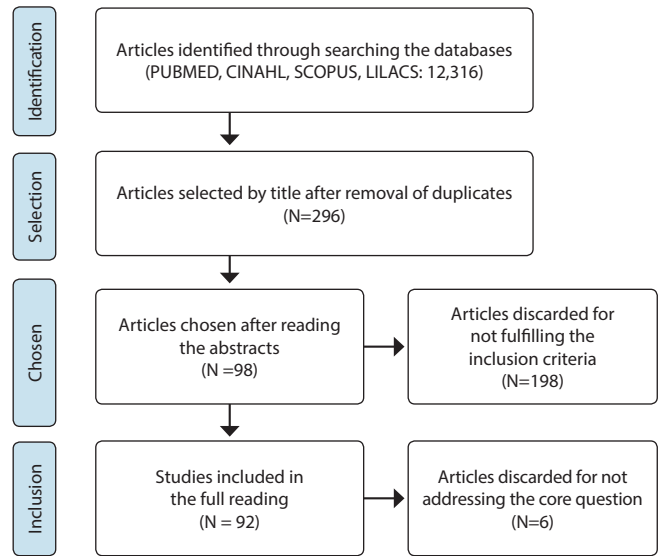 Identification
Articles identified through searching the databases
(PUBMED, CINAHL, SCOPUS, LILACS: 12,316)
Selection
Articles selected by title after removal of duplicates
(N=296)
Chosen
Articles chosen after reading
the abstracts
(N =98)
Articles discarded for
not fulfilling the
inclusion criteria
(N=198)
Inclusion
Studies included in
the full reading
(N = 92)
Articles discarded for not
addressing the core question
(N=6)